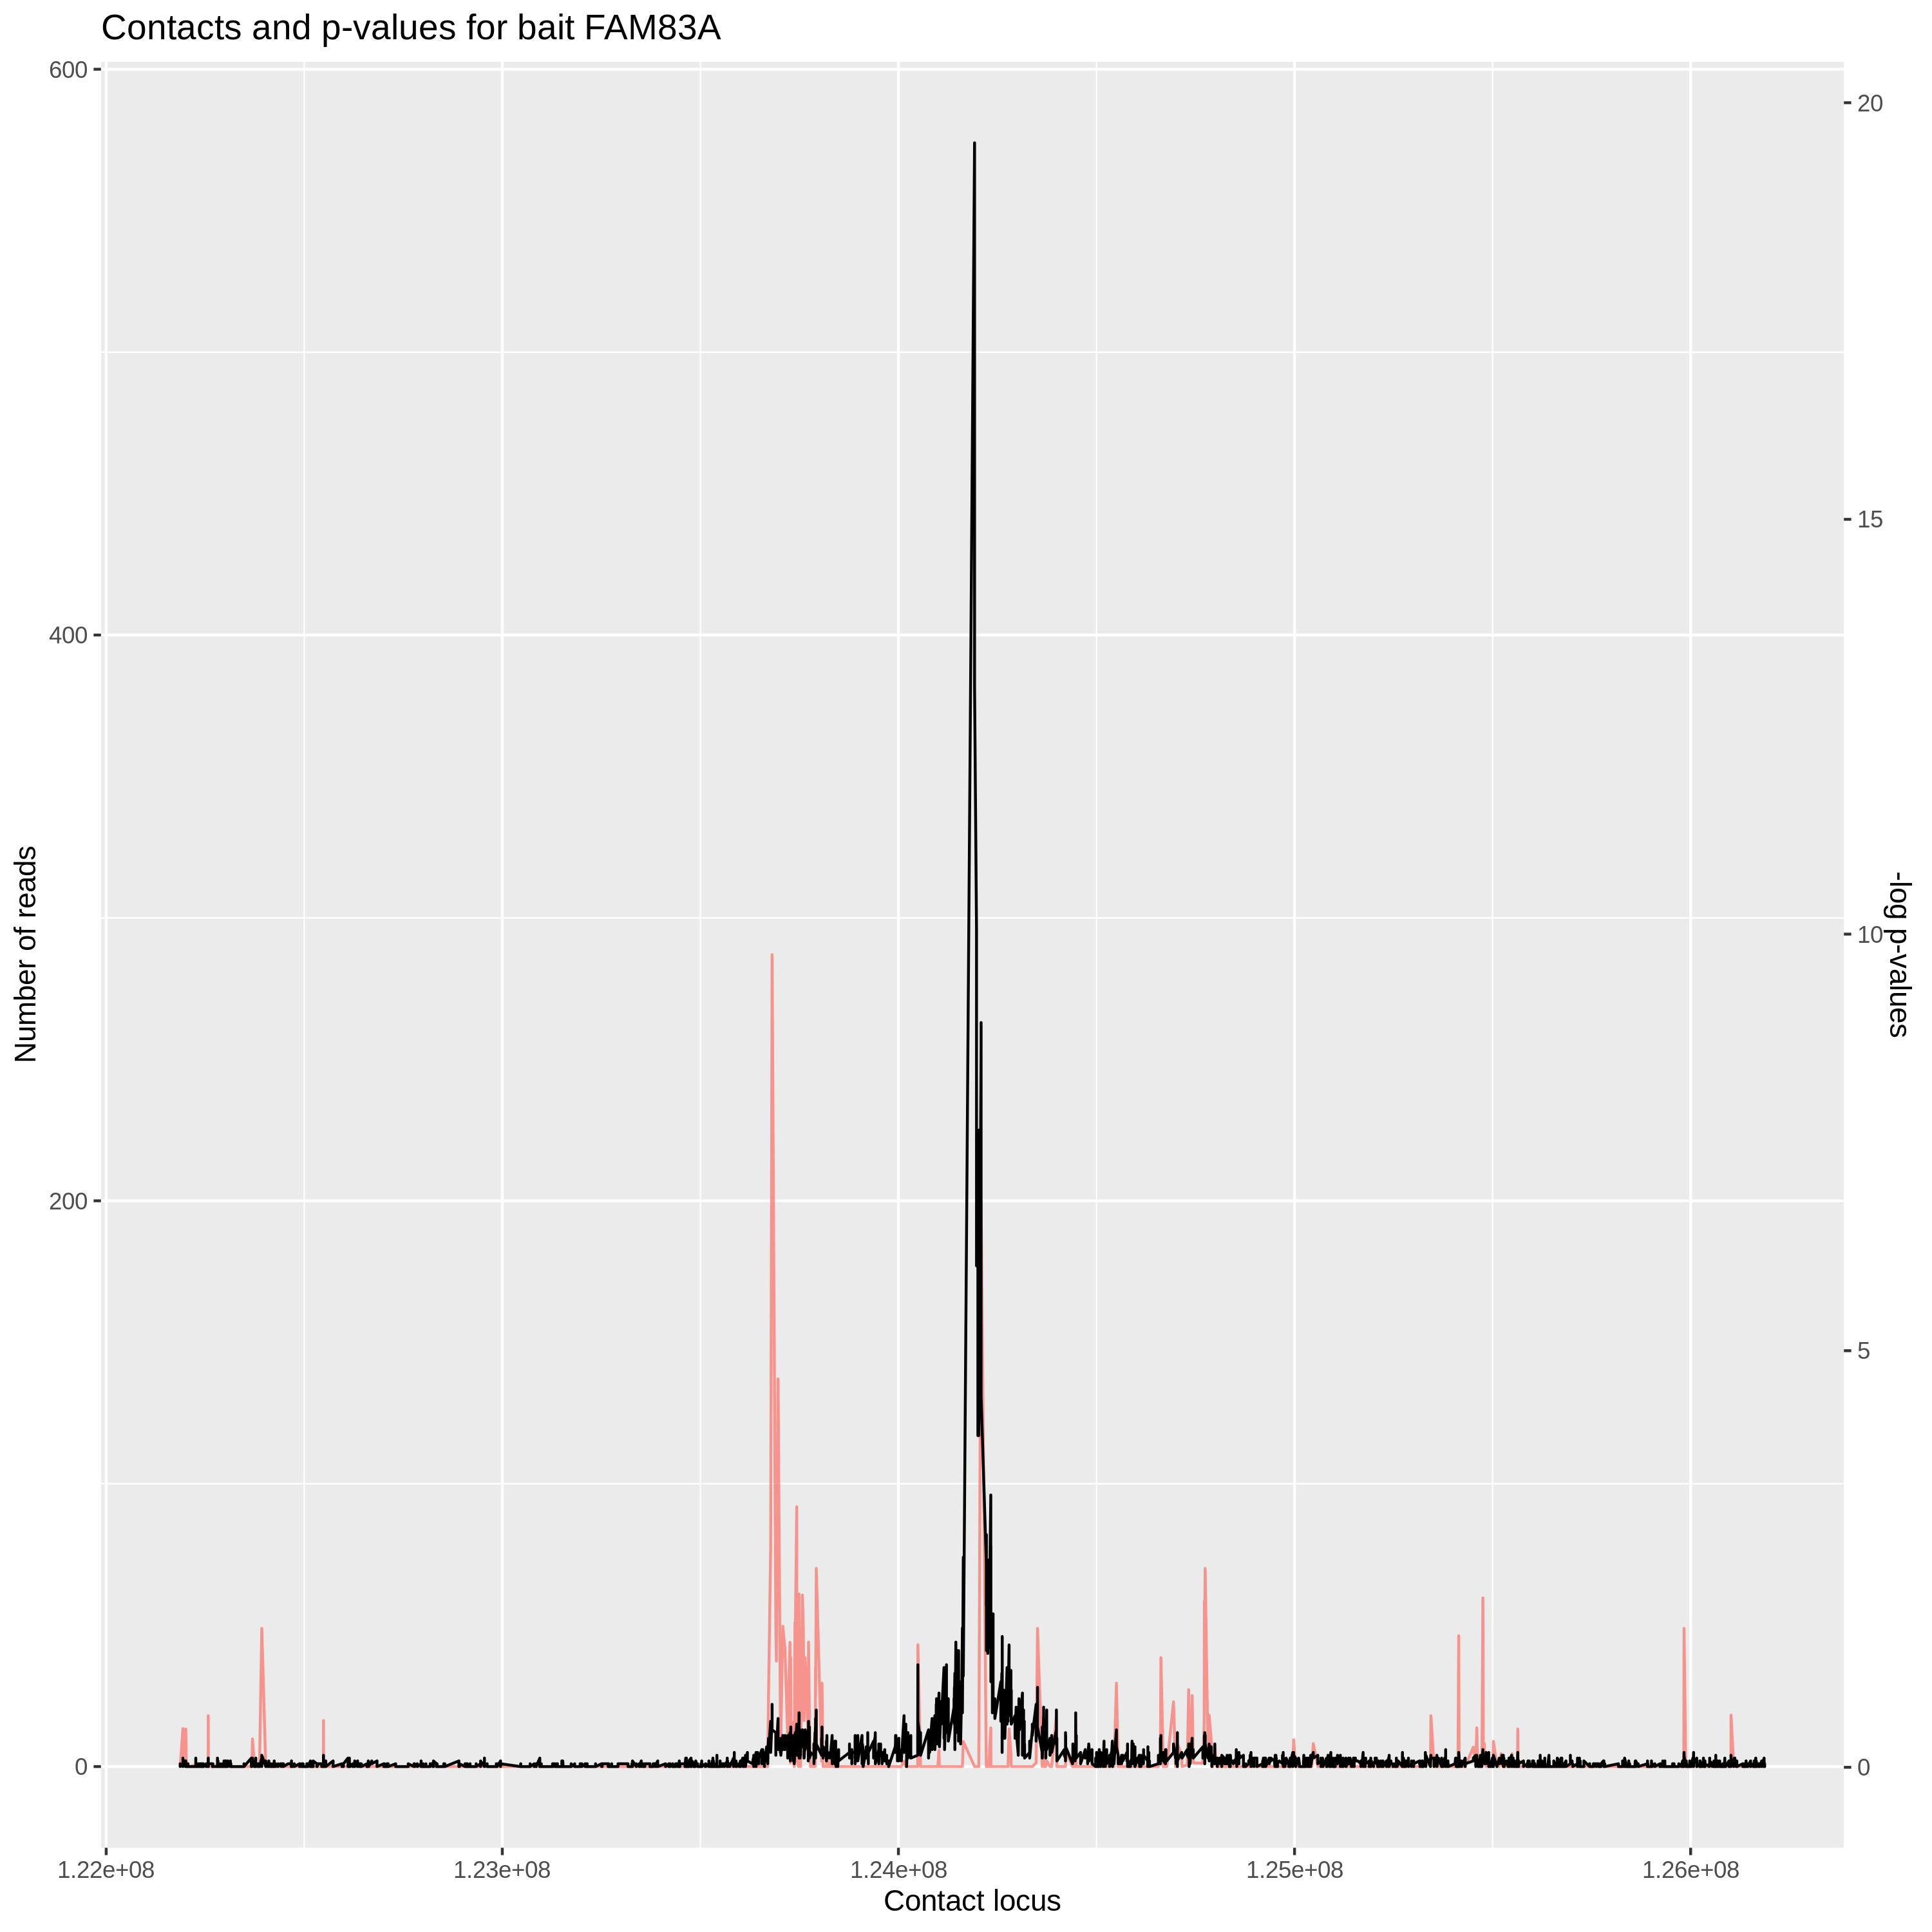 Contacts and p-values for bait FAM83A
600
400
200
0
Number of reads
20
15
10
5
0
-log p-values
1.22e+08
1.23e+08
1.24e+08
1.25e+08
1.26e+08
Contact locus